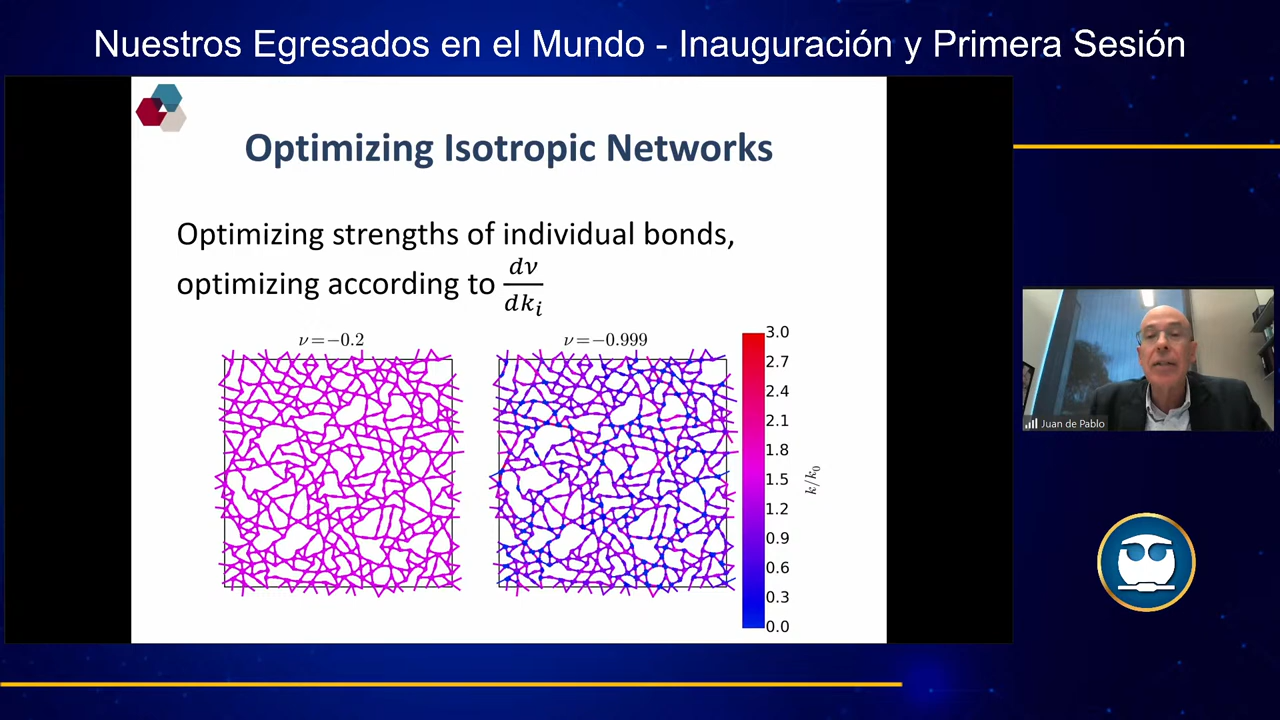 Nuestros Egresados en el Mundo - Inauguración y Primera Sesión
Optimizing Isotropic Networks
Optimizing strengths of individual bonds,
optimizing according to dν/dkᵢ
ν=−0.2
ν=−0.999
3.0
2.7
2.4
2.1
1.8
1.5
1.2
0.9
0.6
0.3
0.0
k/k₀
Juan de Pablo